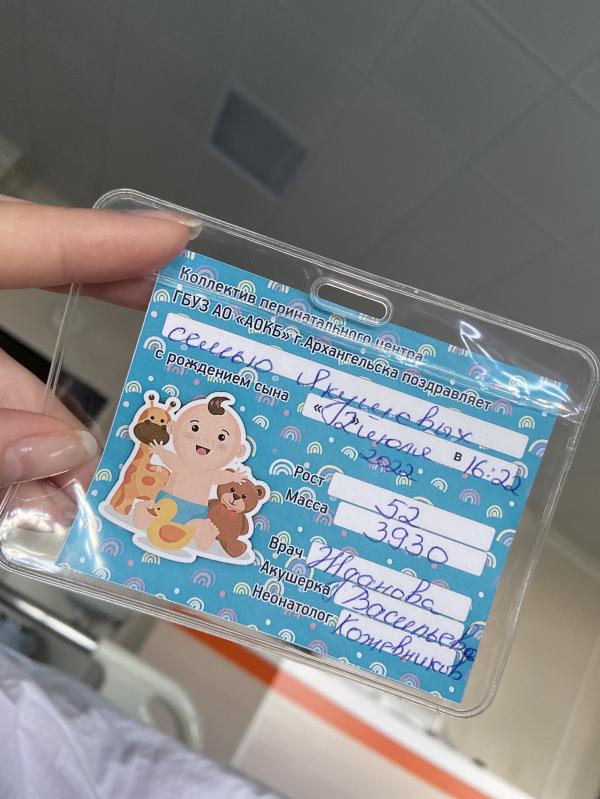 Коллектив перинатального центра
ГБУЗ АО «АОКБ» г.Архангельска поздравляет
семью Якушевых
с рождением сына « 12 » июля 2022 в 16:22
Рост 52
Масса 3930
Врач Жданова
Акушерка Васильева
Неонатолог Кожевников